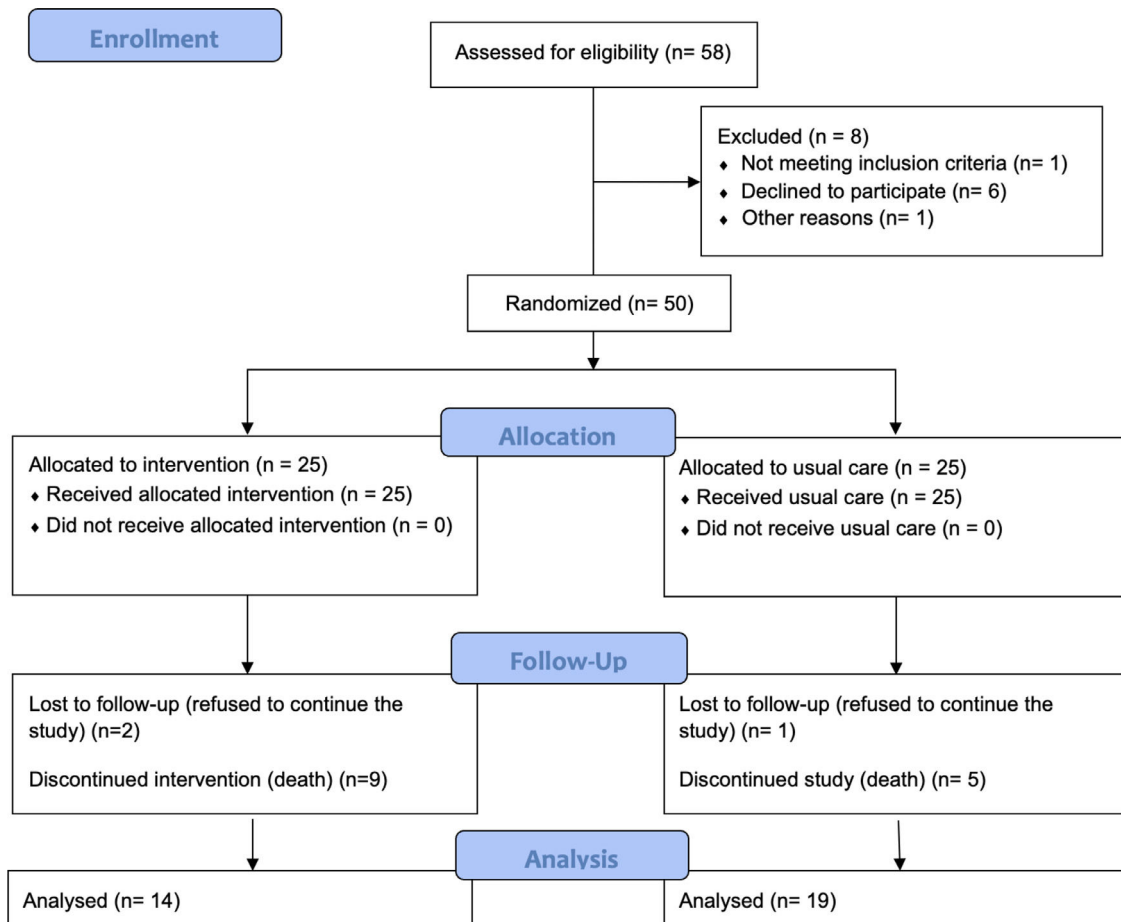 Enrollment
Assessed for eligibility (n= 58)
Excluded (n = 8)
♦ Not meeting inclusion criteria (n= 1)
♦ Declined to participate (n= 6)
♦ Other reasons (n= 1)
Randomized (n= 50)
Allocation
Allocated to intervention (n = 25)
♦ Received allocated intervention (n = 25)
♦ Did not receive allocated intervention (n = 0)
Allocated to usual care (n = 25)
♦ Received usual care (n = 25)
♦ Did not receive usual care (n = 0)
Follow-Up
Lost to follow-up (refused to continue the
study) (n=2)
Discontinued intervention (death) (n=9)
Lost to follow-up (refused to continue the
study) (n= 1)
Discontinued study (death) (n= 5)
Analysis
Analysed (n= 14)
Analysed (n= 19)